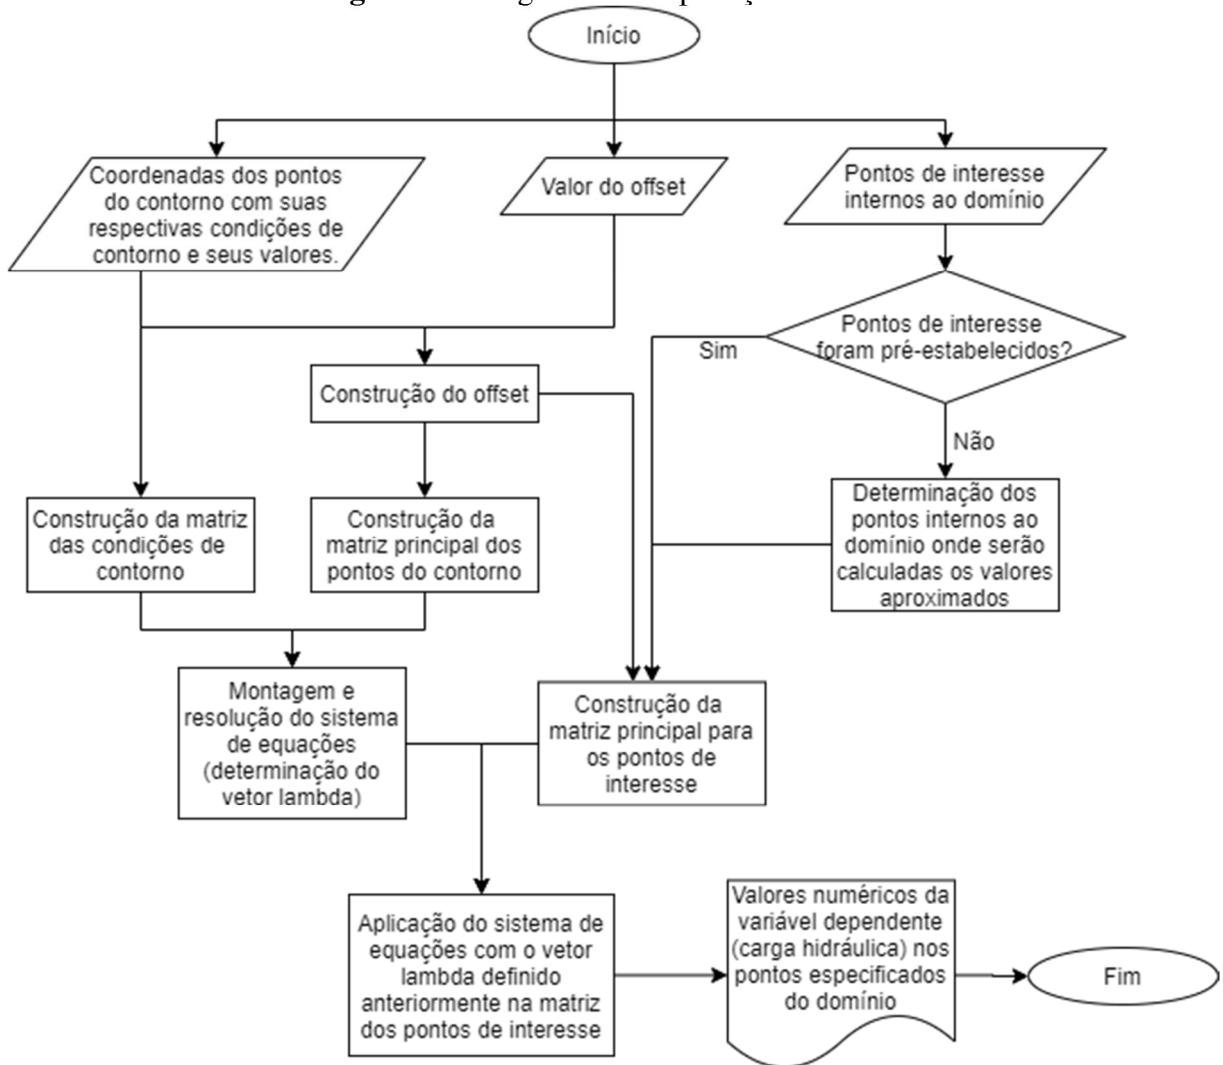 Início
Coordenadas dos pontos
do contorno com suas
respectivas condições de
contorno e seus valores.
Valor do offset
Pontos de interesse
internos ao domínio
Pontos de interesse
foram pré-estabelecidos?
Sim
Não
Construção do offset
Determinação dos
pontos internos ao
domínio onde serão
calculadas os valores
aproximados
Construção da matriz
das condições de
contorno
Construção da
matriz principal dos
pontos do contorno
Montagem e
resolução do sistema
de equações
(determinação do
vetor lambda)
Construção da
matriz principal para
os pontos de
interesse
Aplicação do sistema de
equações com o vetor
lambda definido
anteriormente na matriz
dos pontos de interesse
Valores numéricos da
variável dependente
(carga hidráulica) nos
pontos especificados
do domínio
Fim